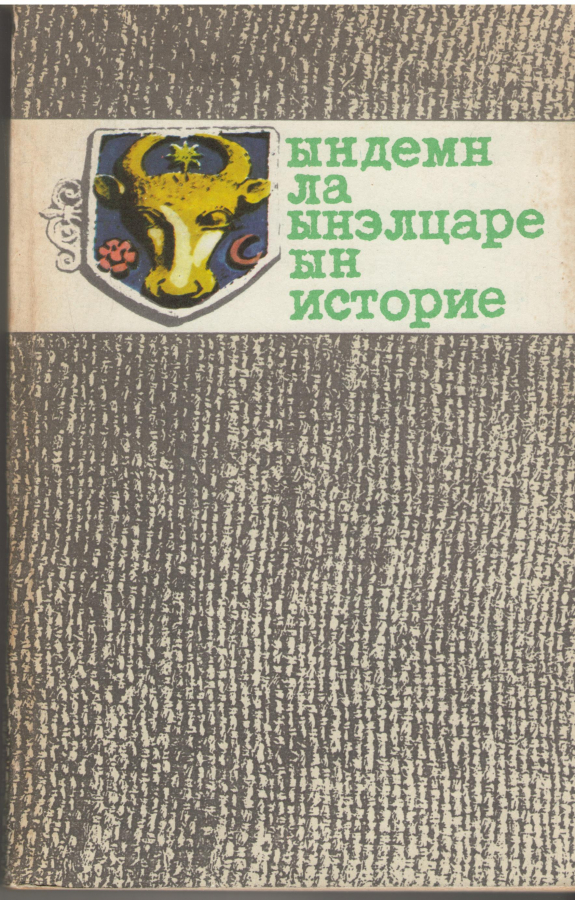 ындемн
ла
ынэлцаре
ын
историе